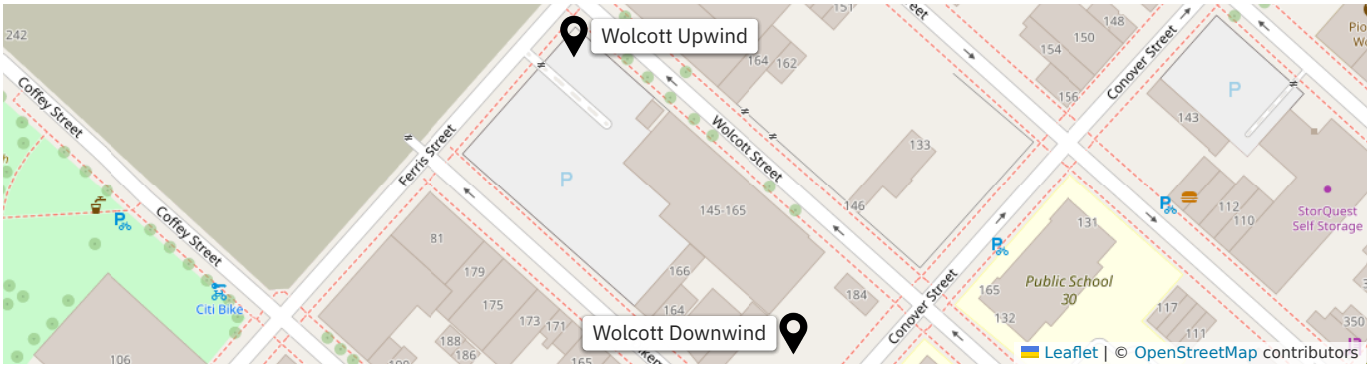 242
Coffey Street
Coffey Street
Citi Bike
106
Ferris Street
P
P
P
81
179
175
173
171
188
186
165
Wolcott Upwind
164
162
151
Wolcott Street
145-165
166
164
Wolcott Downwind
184
133
146
154
150
148
156
Conover Street
Conover Street
P
131
Public School
30
165
132
143
P
P
112
110
117
111
StorQuest
Self Storage
350
Leaflet | © OpenStreetMap contributors